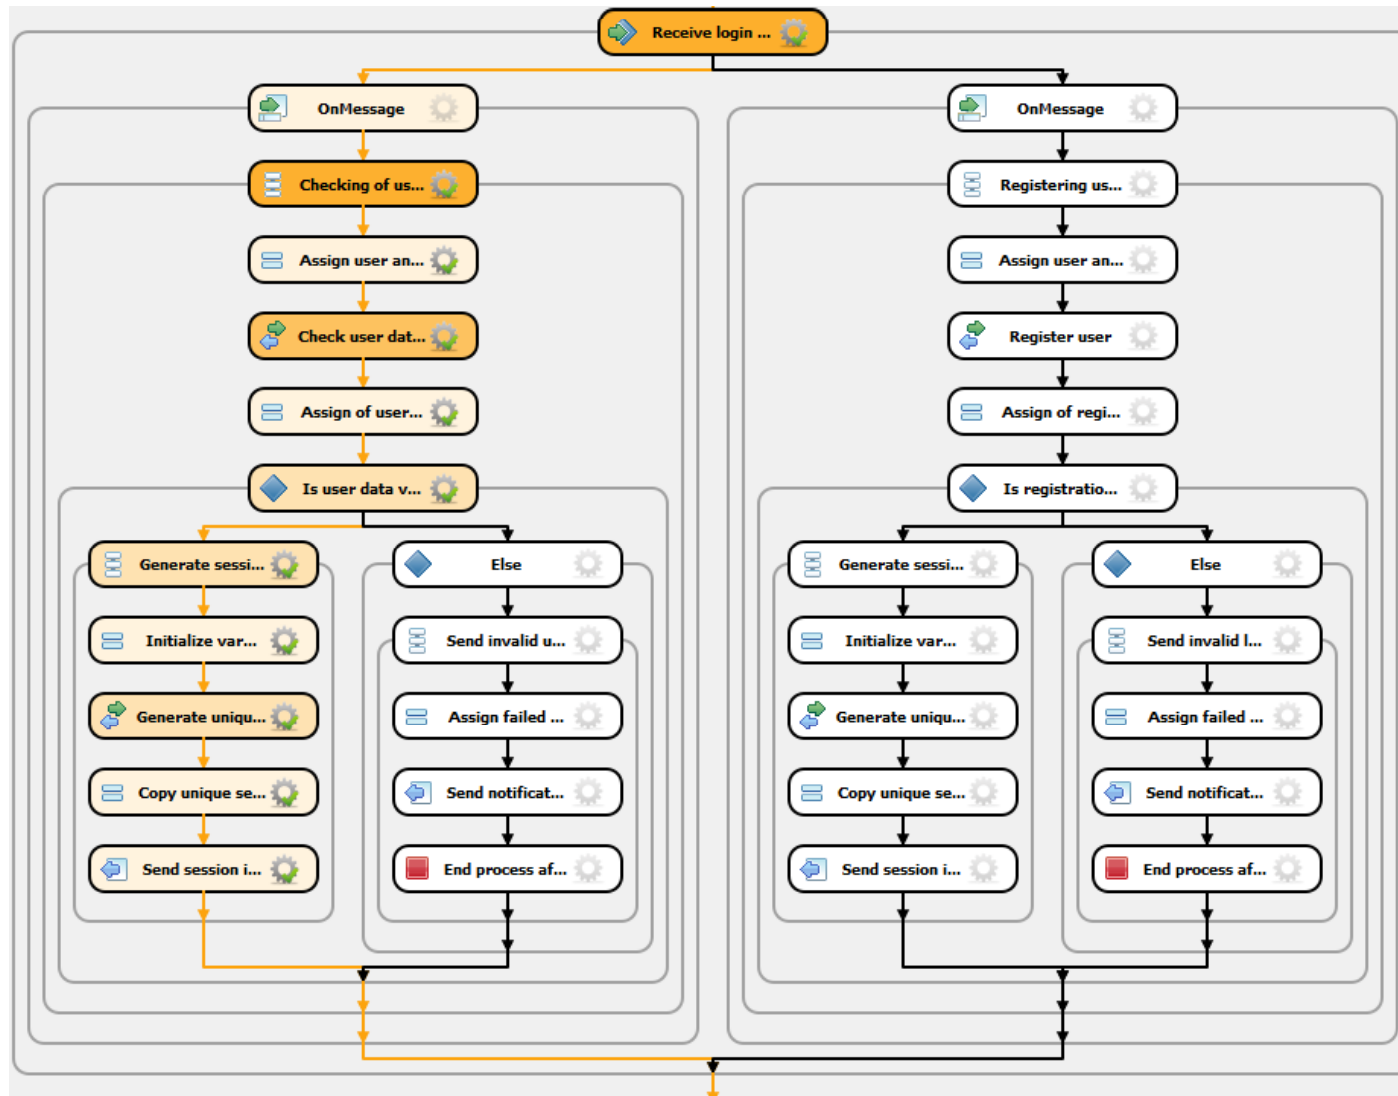 Receive login ...
OnMessage
OnMessage
Checking of us...
Registering us...
Assign user an...
Assign user an...
Check user dat...
Register user
Assign of user...
Assign of regi...
Is user data v...
Is registratio...
Generate sessi...
Else
Generate sessi...
Else
Initialize var...
Send invalid u...
Initialize var...
Send invalid l...
Generate uniqu...
Assign failed ...
Generate uniqu...
Assign failed ...
Copy unique se...
Send notificat...
Copy unique se...
Send notificat...
Send session i...
End process af...
Send session i...
End process af...